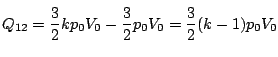 $Q_{12} = \frac{3}{2}kp_0V_0 - \frac{3}{2}p_0V_0 = \frac{3}{2}(k-1)p_0V_0$